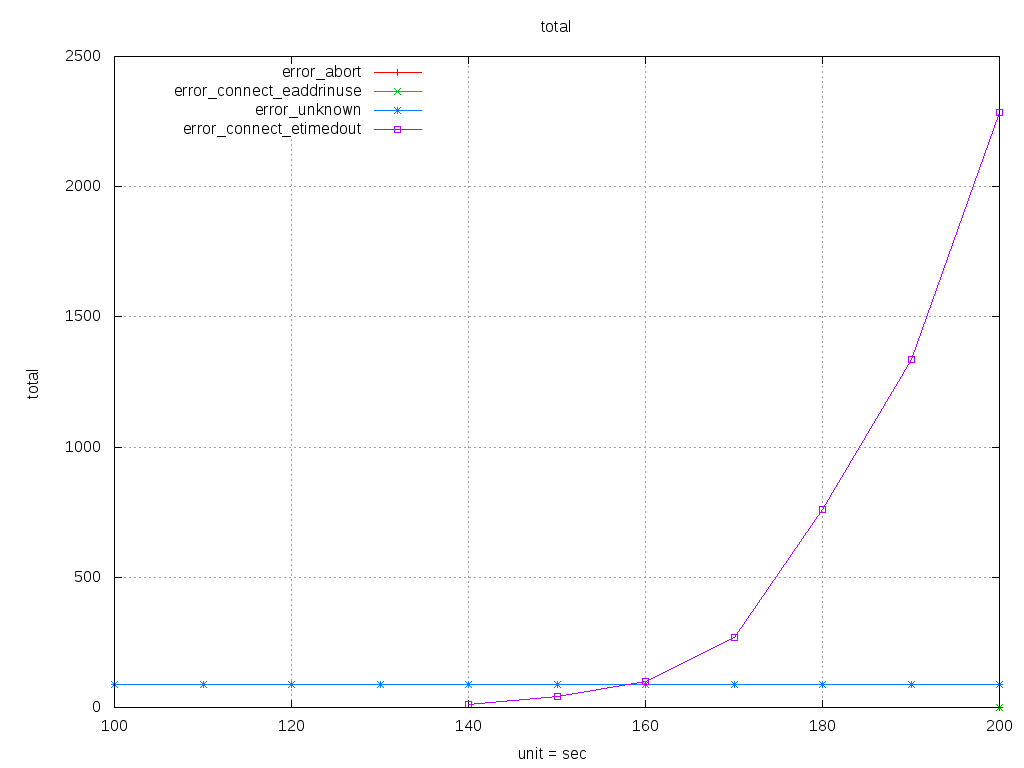 total
2500
2000
1500
1000
500
0
error_abort
error_connect_eaddrinuse
error_unknown
error_connect_etimedout
total
100 120 140 160 180 200
unit = sec